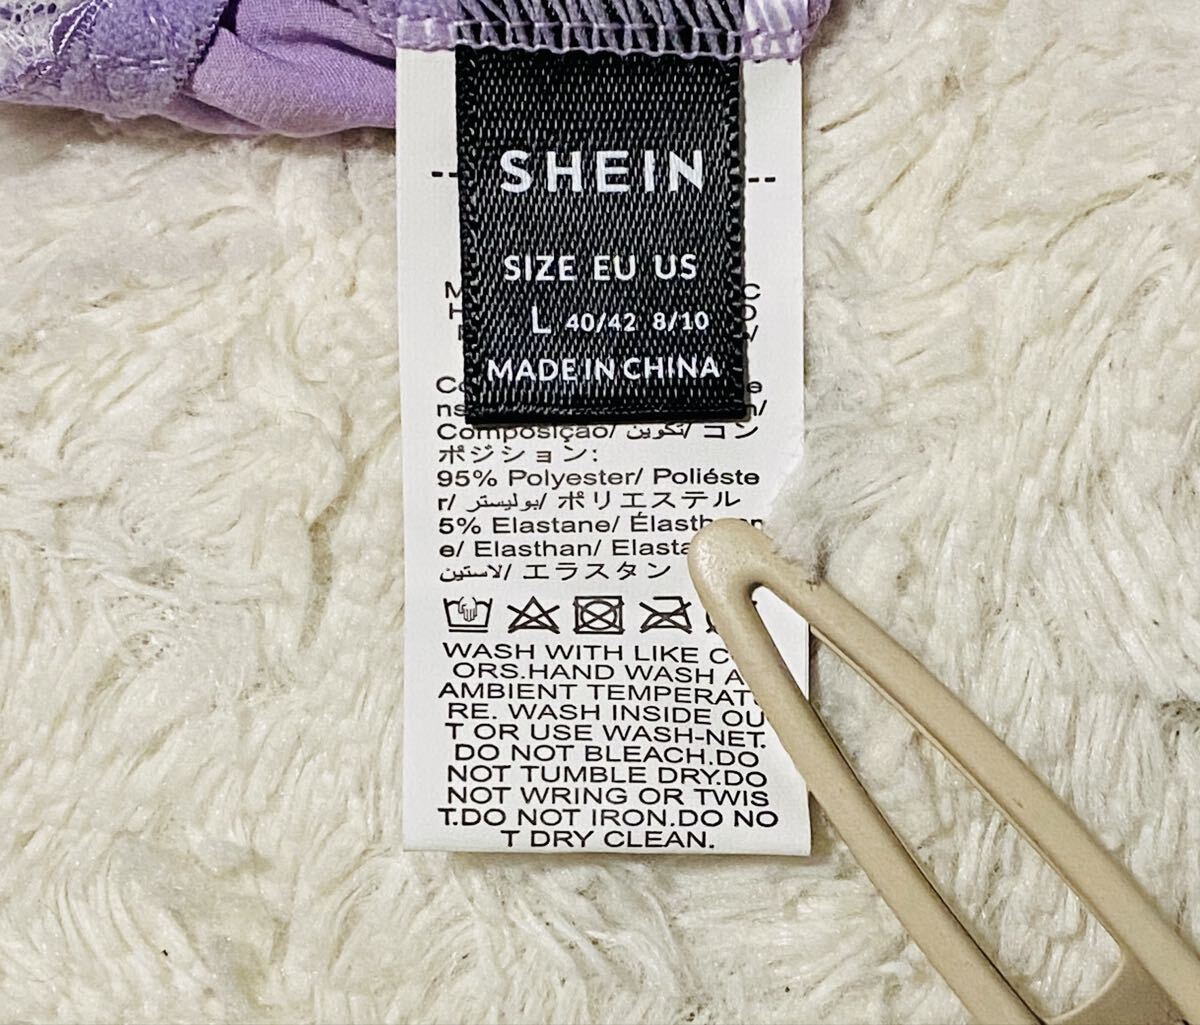 SHEIN
SIZE EU US
L 40/42 8/10
MADE IN CHINA
Composição/ تكوين/ コン
ポジション:
95% Polyester/ Poliéste
r/ بوليستر/ ポリエステル
5% Elastane/
e/ Elasthan/
لاستين/ エラスタン
WASH WITH LIKE
ORS.HAND WASH
AMBIENT TEMPERATU
RE. WASH INSIDE OU
T OR USE WASH-NET.
DO NOT BLEACH.DO
NOT TUMBLE DRY.DO
NOT WRING OR TWIS
T.DO NOT IRON.DO NO
T DRY CLEAN.